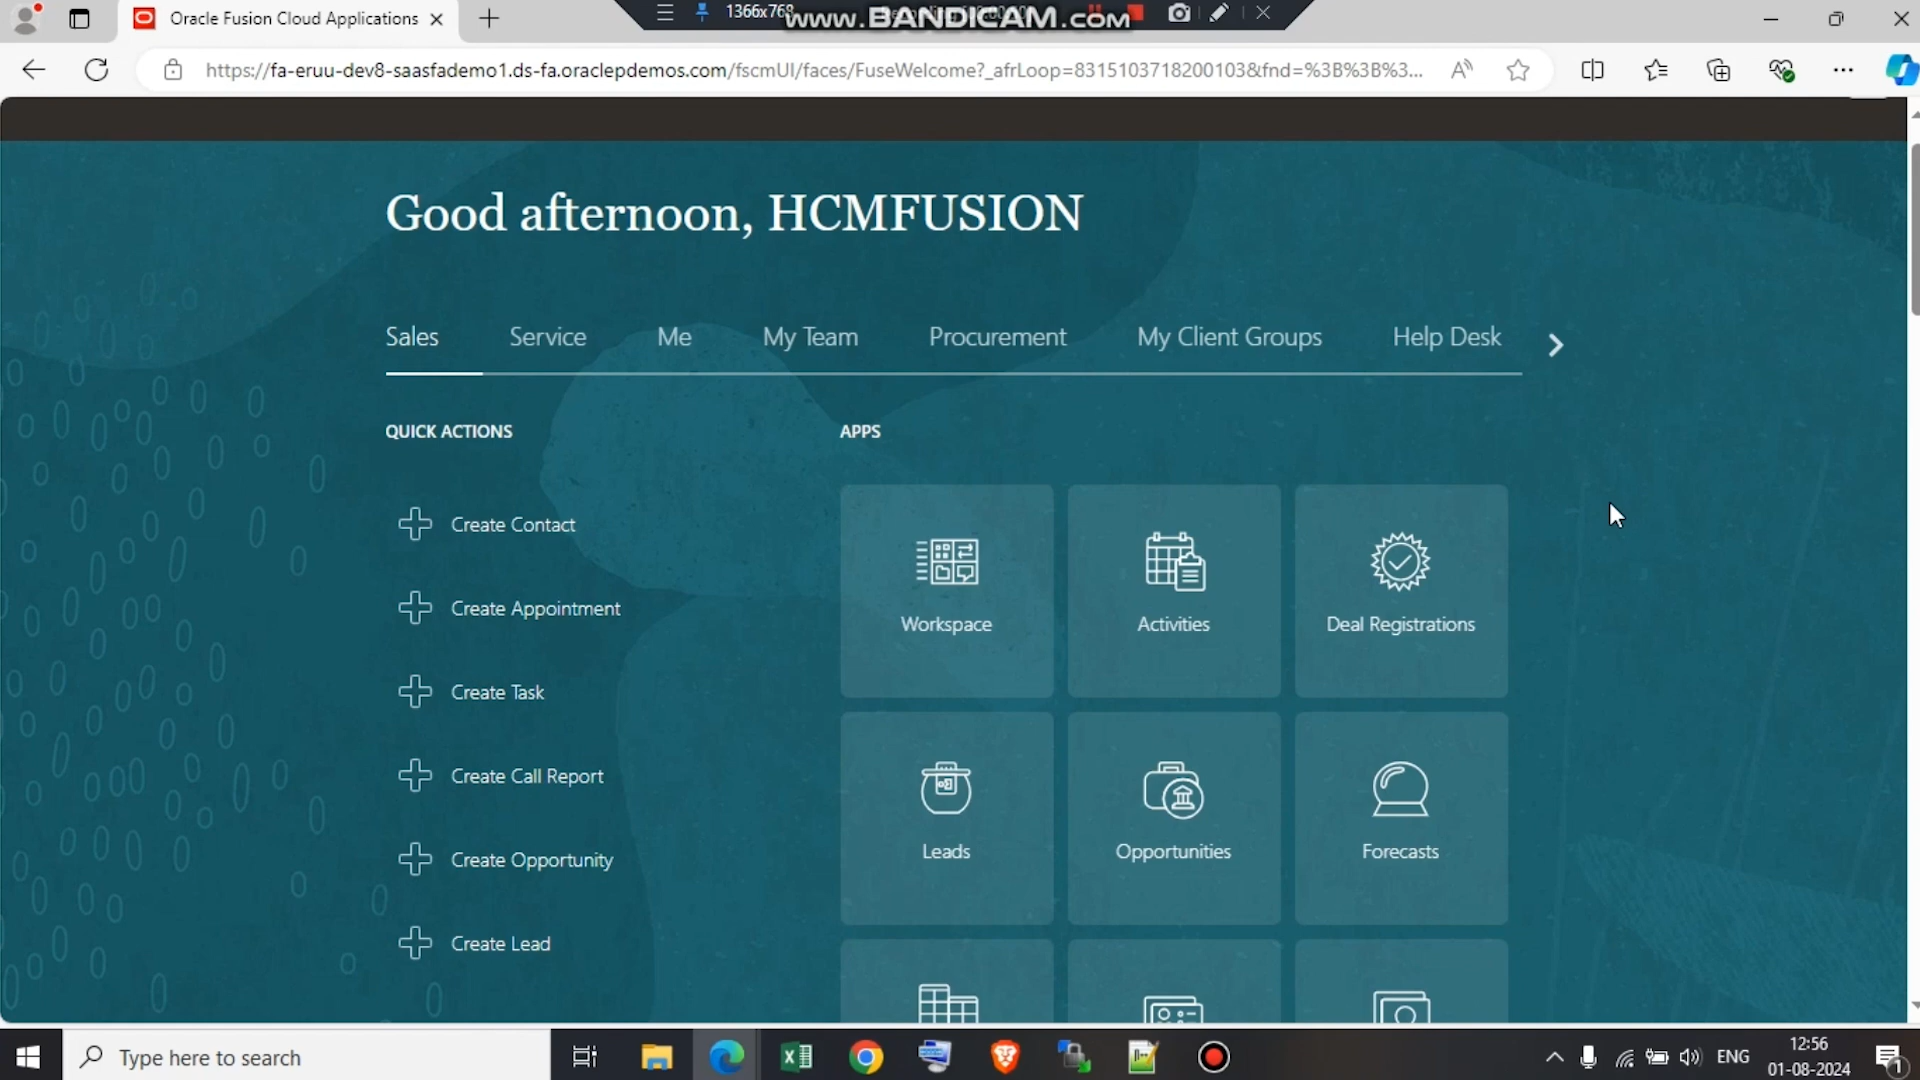 Oracle Fusion Cloud Applications
1366x768
www.BANDICAM.com
https://fa-eruu-dev8-saasfademo1.ds-fa.oraclepdemos.com/fscmUI/faces/FuseWelcome?_afrLoop=8315103718200103&fnd=%3B%3B%3...
Good afternoon, HCMFUSION
Sales Service Me My Team Procurement My Client Groups Help Desk
QUICK ACTIONS
Create Contact
Create Appointment
Create Task
Create Call Report
Create Opportunity
Create Lead
APPS
Workspace Activities Deal Registrations
Leads Opportunities Forecasts
Type here to search
ENG
12:56
01-08-2024
1